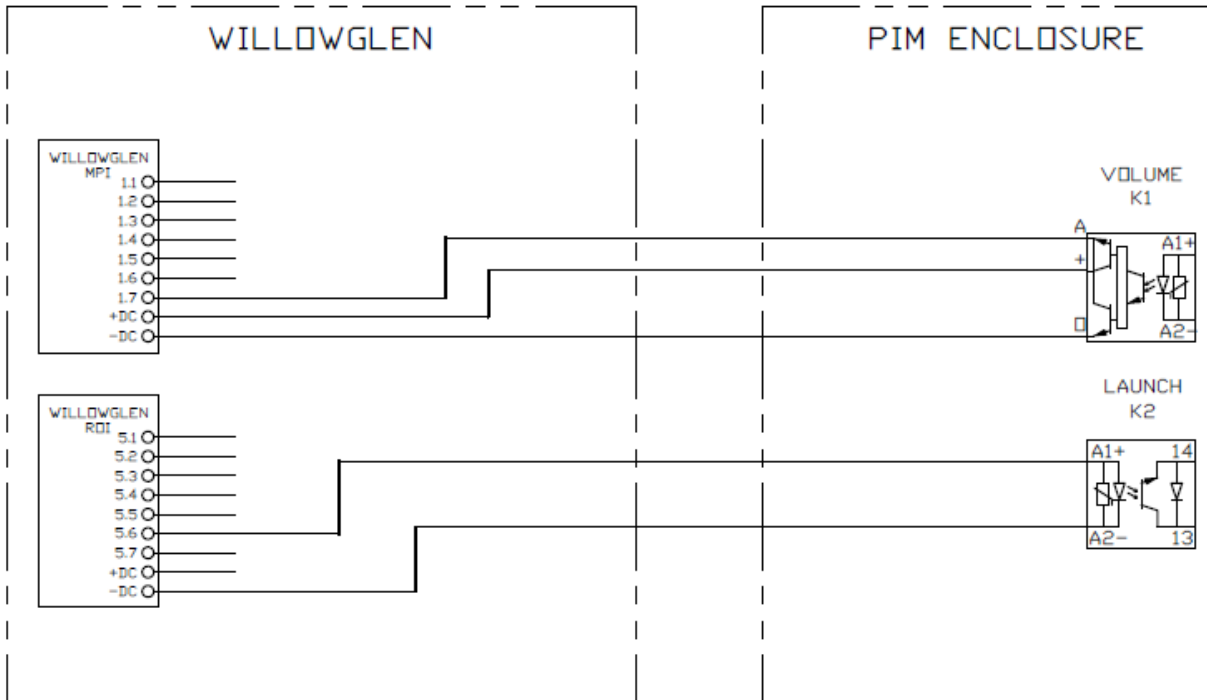 WILLOWGLEN
PIM ENCLOSURE
WILLOWGLEN
MPI
1.1
1.2
1.3
1.4
1.5
1.6
1.7
+DC
-DC
VOLUME
K1
A
+
0
A1+
A2-
WILLOWGLEN
ROI
5.1
5.2
5.3
5.4
5.5
5.6
5.7
+DC
-DC
LAUNCH
K2
A1+ 14
A2- 13